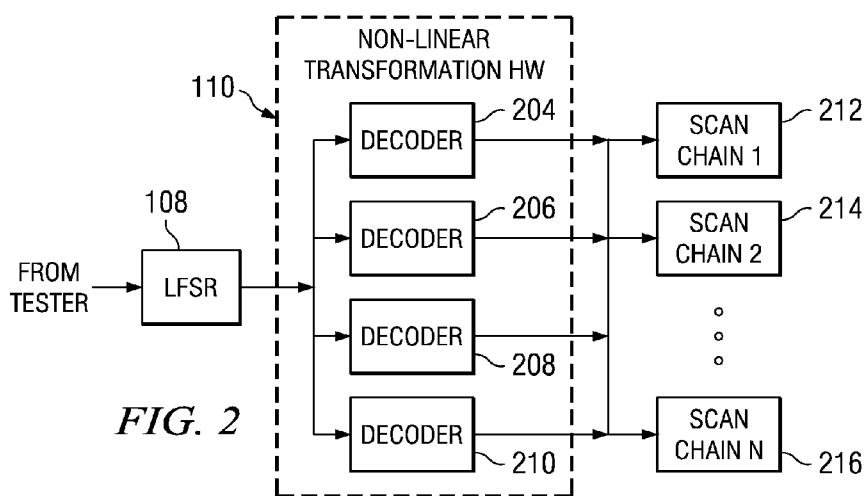 NON-LINEAR
TRANSFORMATION HW
110
204
212
DECODER
SCAN
CHAIN 1
108
206
214
DECODER
SCAN
CHAIN 2
FROM
TESTER
LFSR
DECODER
208
FIG. 2
DECODER
210
SCAN
CHAIN N
216